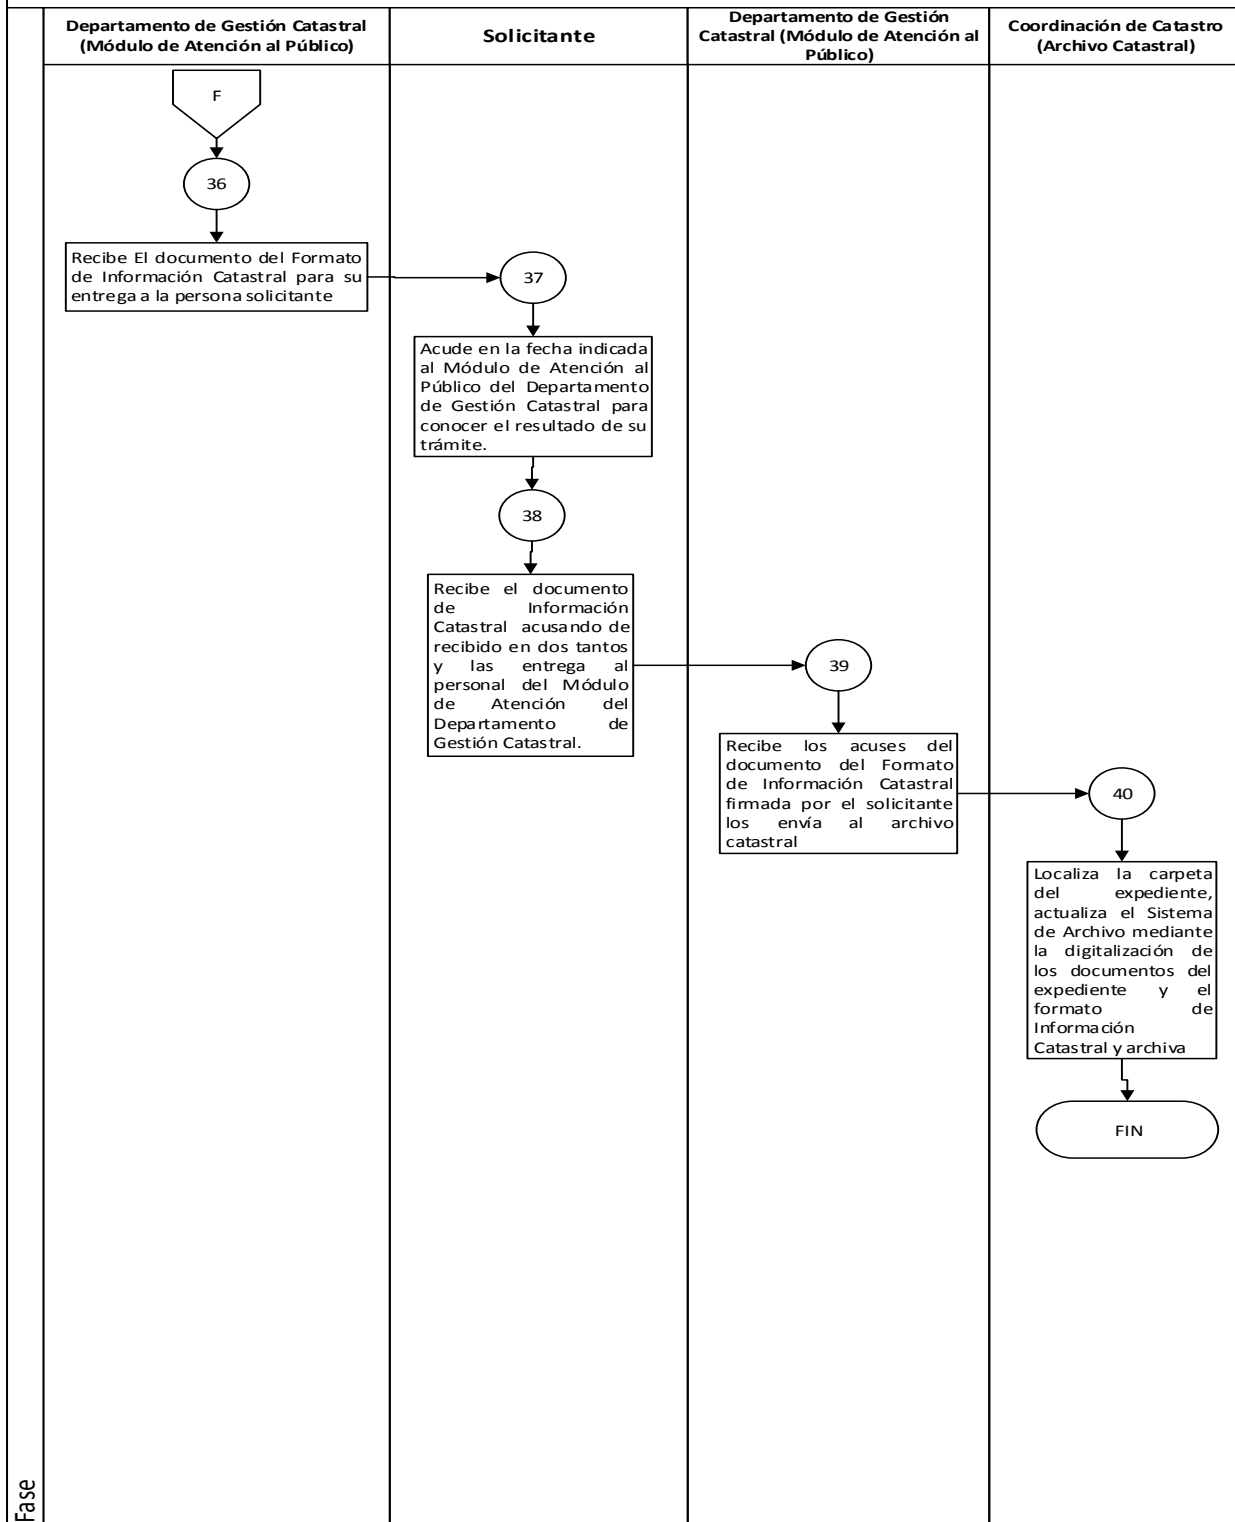 Departamento de Gestión Catastral
(Módulo de Atención al Público)
Solicitante
Departamento de Gestión
Catastral (Módulo de Atención al
Público)
Coordinación de Catastro
(Archivo Catastral)
F
36
Recibe El documento del Formato
de Información Catastral para su
entrega a la persona solicitante
37
Acude en la fecha indicada
al Módulo de Atención al
Público del Departamento
de Gestión Catastral para
conocer el resultado de su
trámite.
38
Recibe el documento
de Información
Catastral acusando de
recibido en dos tantos
y las entrega al
personal del Módulo
de Atención del
Departamento de
Gestión Catastral.
39
Recibe los acuses del
documento del Formato
de Información Catastral
firmada por el solicitante
los envía al archivo
catastral
40
Localiza la carpeta
del expediente,
actualiza el Sistema
de Archivo mediante
la digitalización de
los documentos del
expediente y el
formato de
Información
Catastral y archiva
FIN
Fase